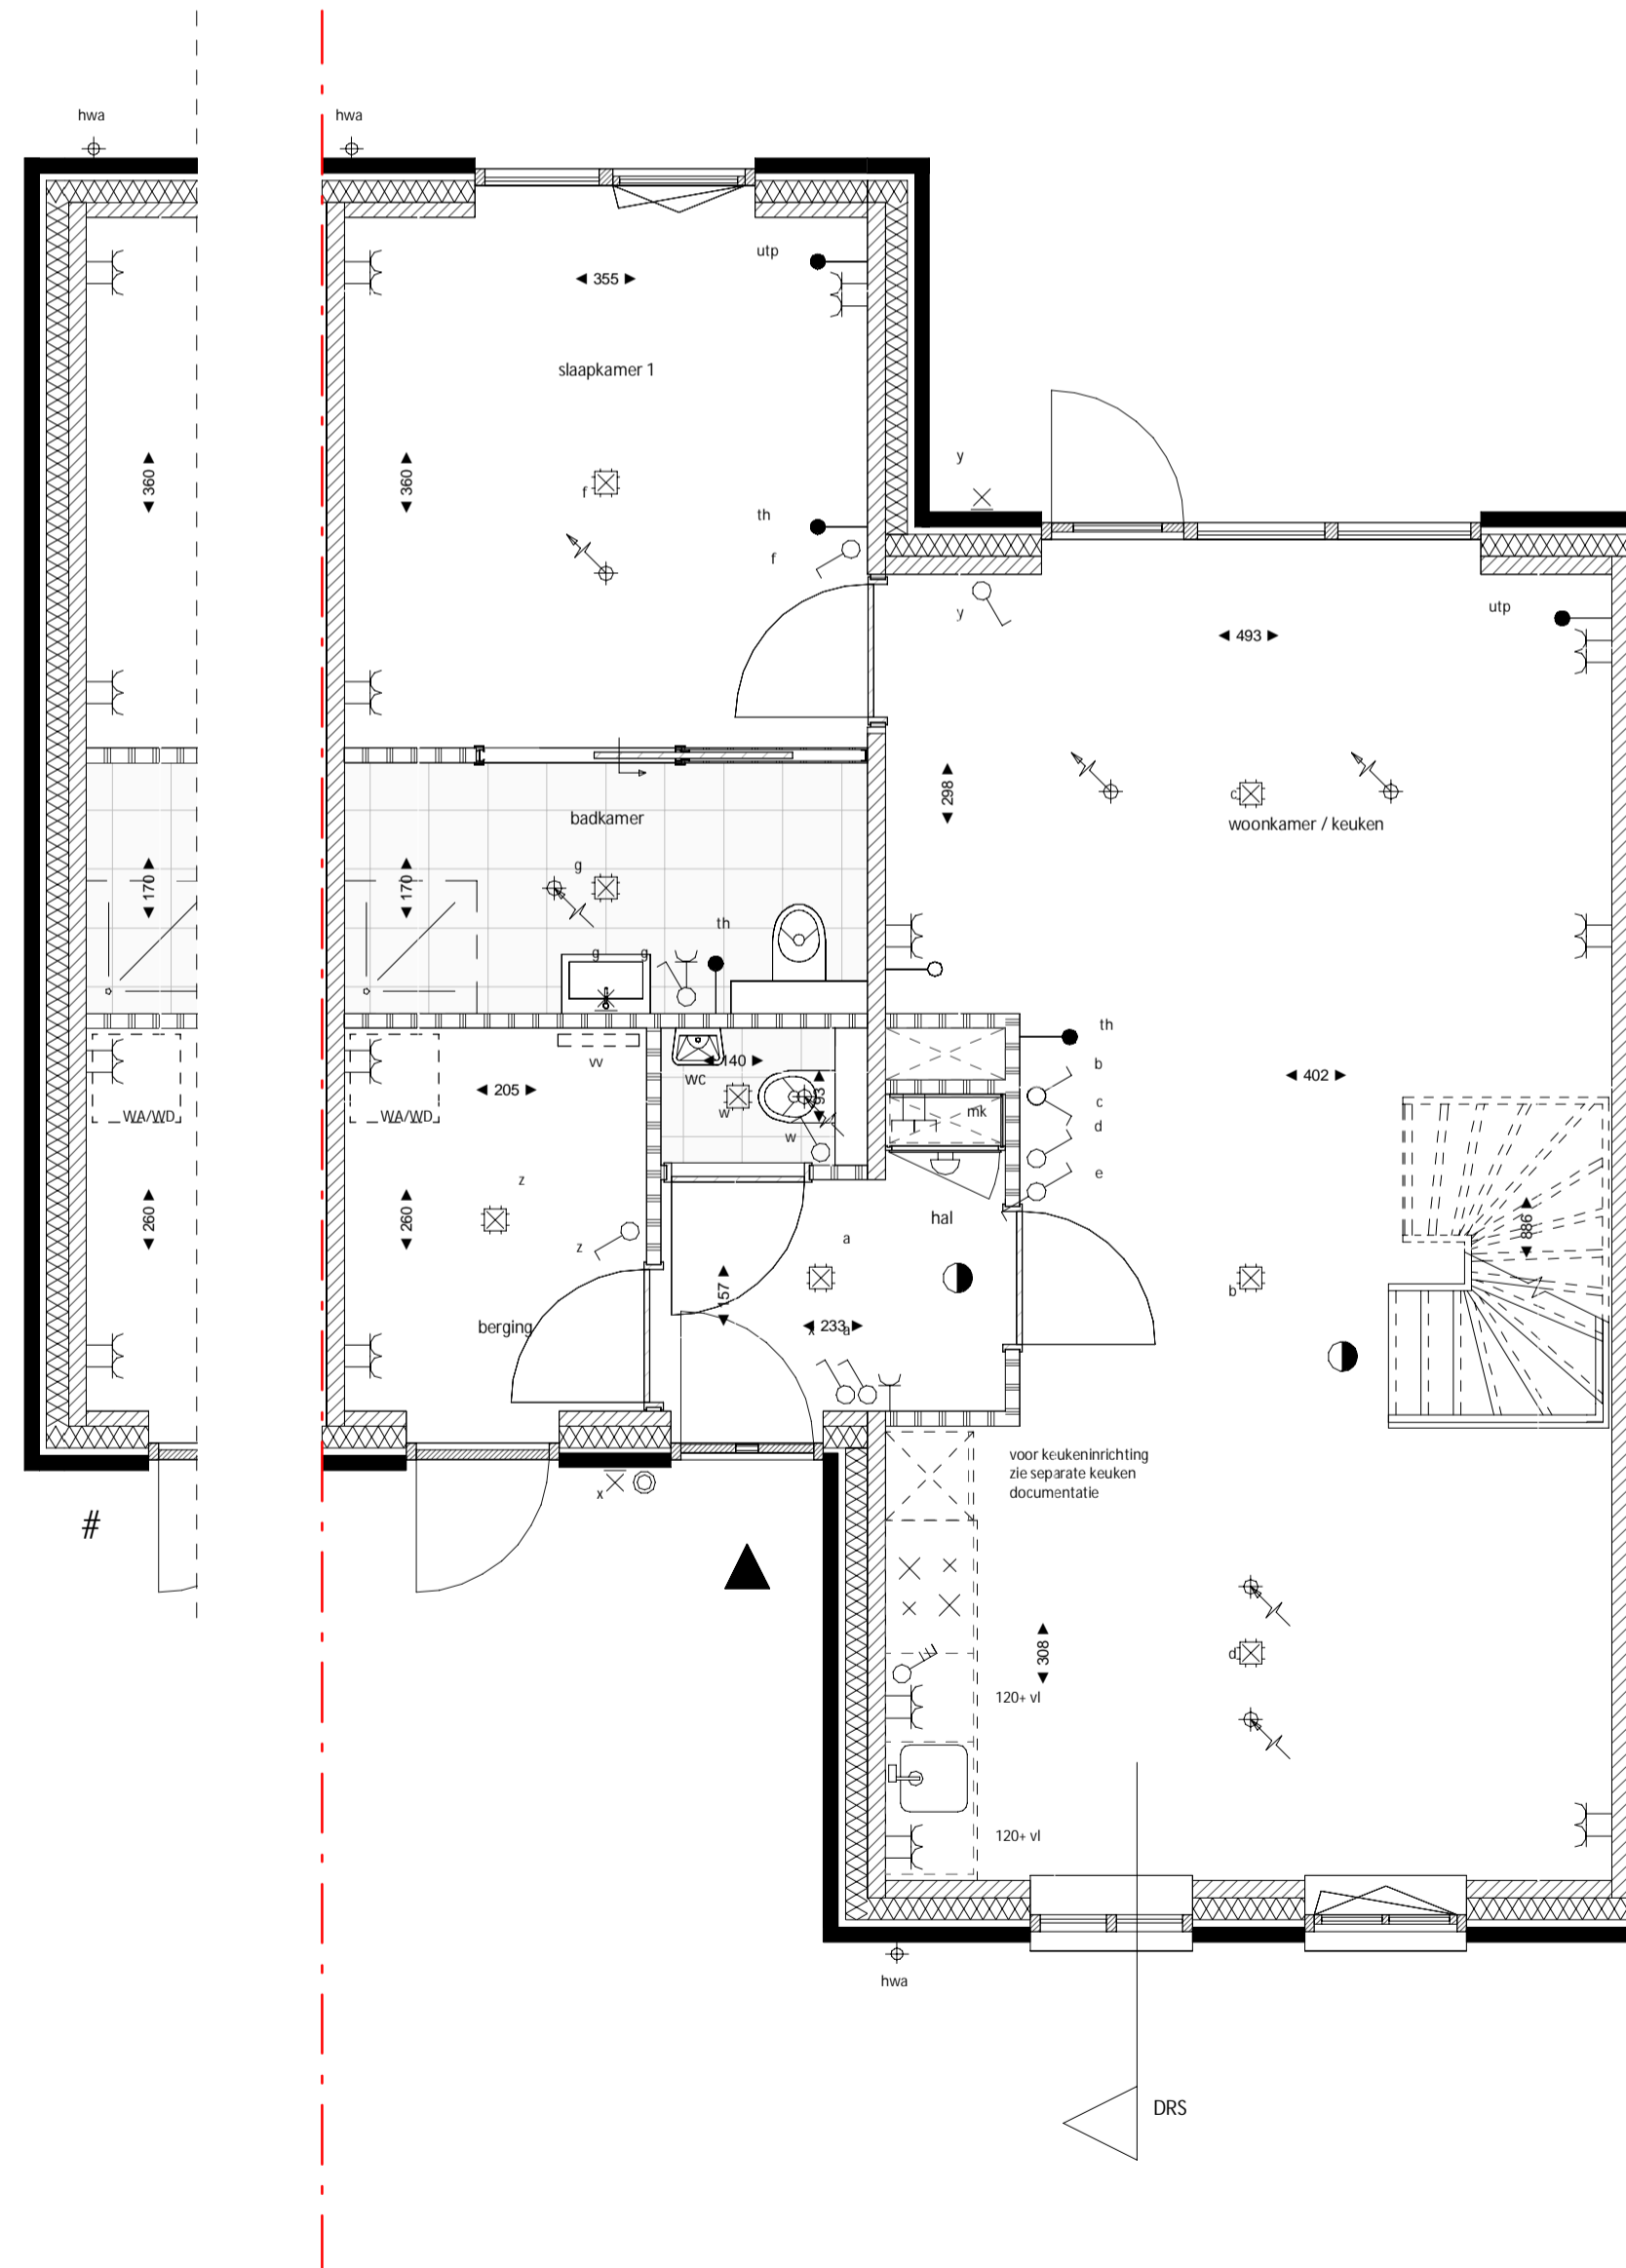 hwa
hwa
utp
355
slaapkamer 1
y
360
360
f
th
f
y
utp
493
298
c
woonkamer / keuken
badkamer
g
170
170
th
g
g
th
vv
140
wc
b
402
205
93
c
mk
WA/WD
WA/WD
w
d
w
e
z
260
260
hal
886
a
z
b
157
berging
233
x
a
voor keukeninrichting
zie separate keuken
documentatie
x
#
308
d
120+ vl
120+ vl
hwa
DRS